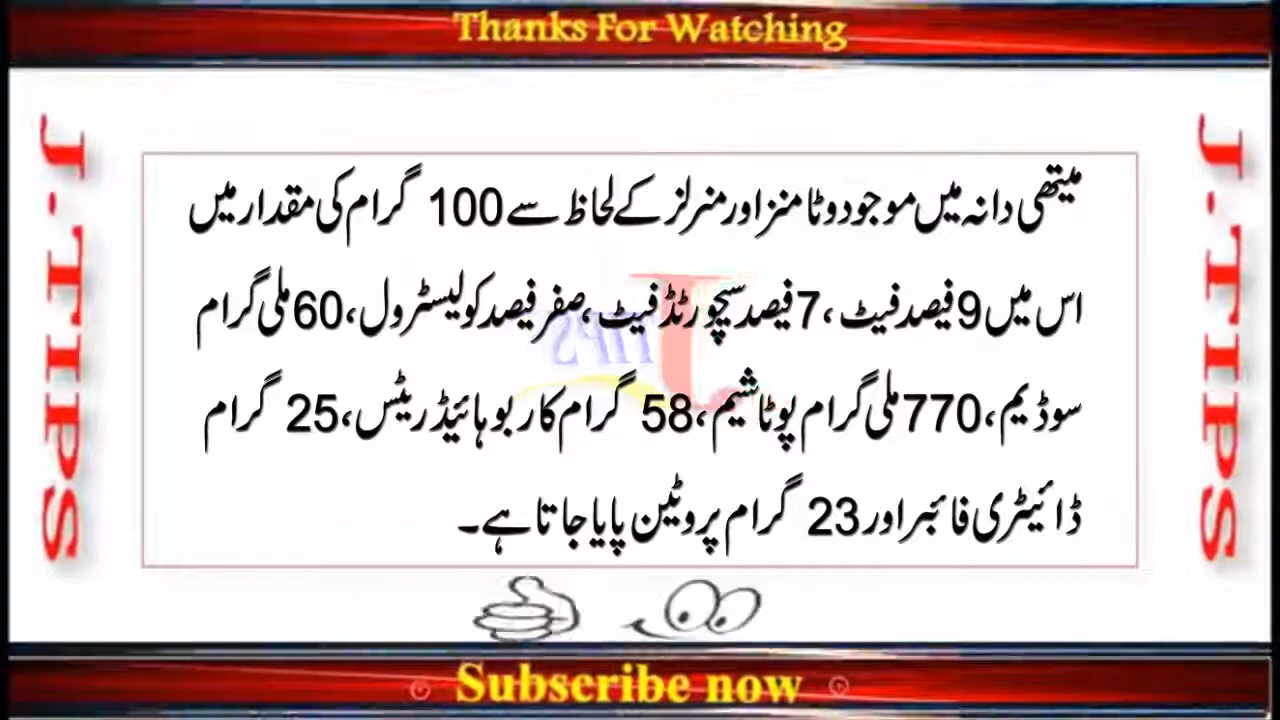 Thanks For Watching
J.TIPS
J.TIPS
میتھی دانہ میں موجود وٹامنز اور منرلز کے لحاظ سے 100 گرام کی مقدار میں
اس میں 9 فیصد فیٹ ، 7 فیصد سیچورٹڈ فیٹ ، صفر فیصد کولیسٹرول ، 60 ملی گرام
سوڈیم ، 770 ملی گرام پوٹاشیم ، 58 گرام کاربوہائیڈریٹس ، 25 گرام
ڈائیٹری فائبر اور 23 گرام پروٹین پایا جاتا ہے۔
Subscribe now